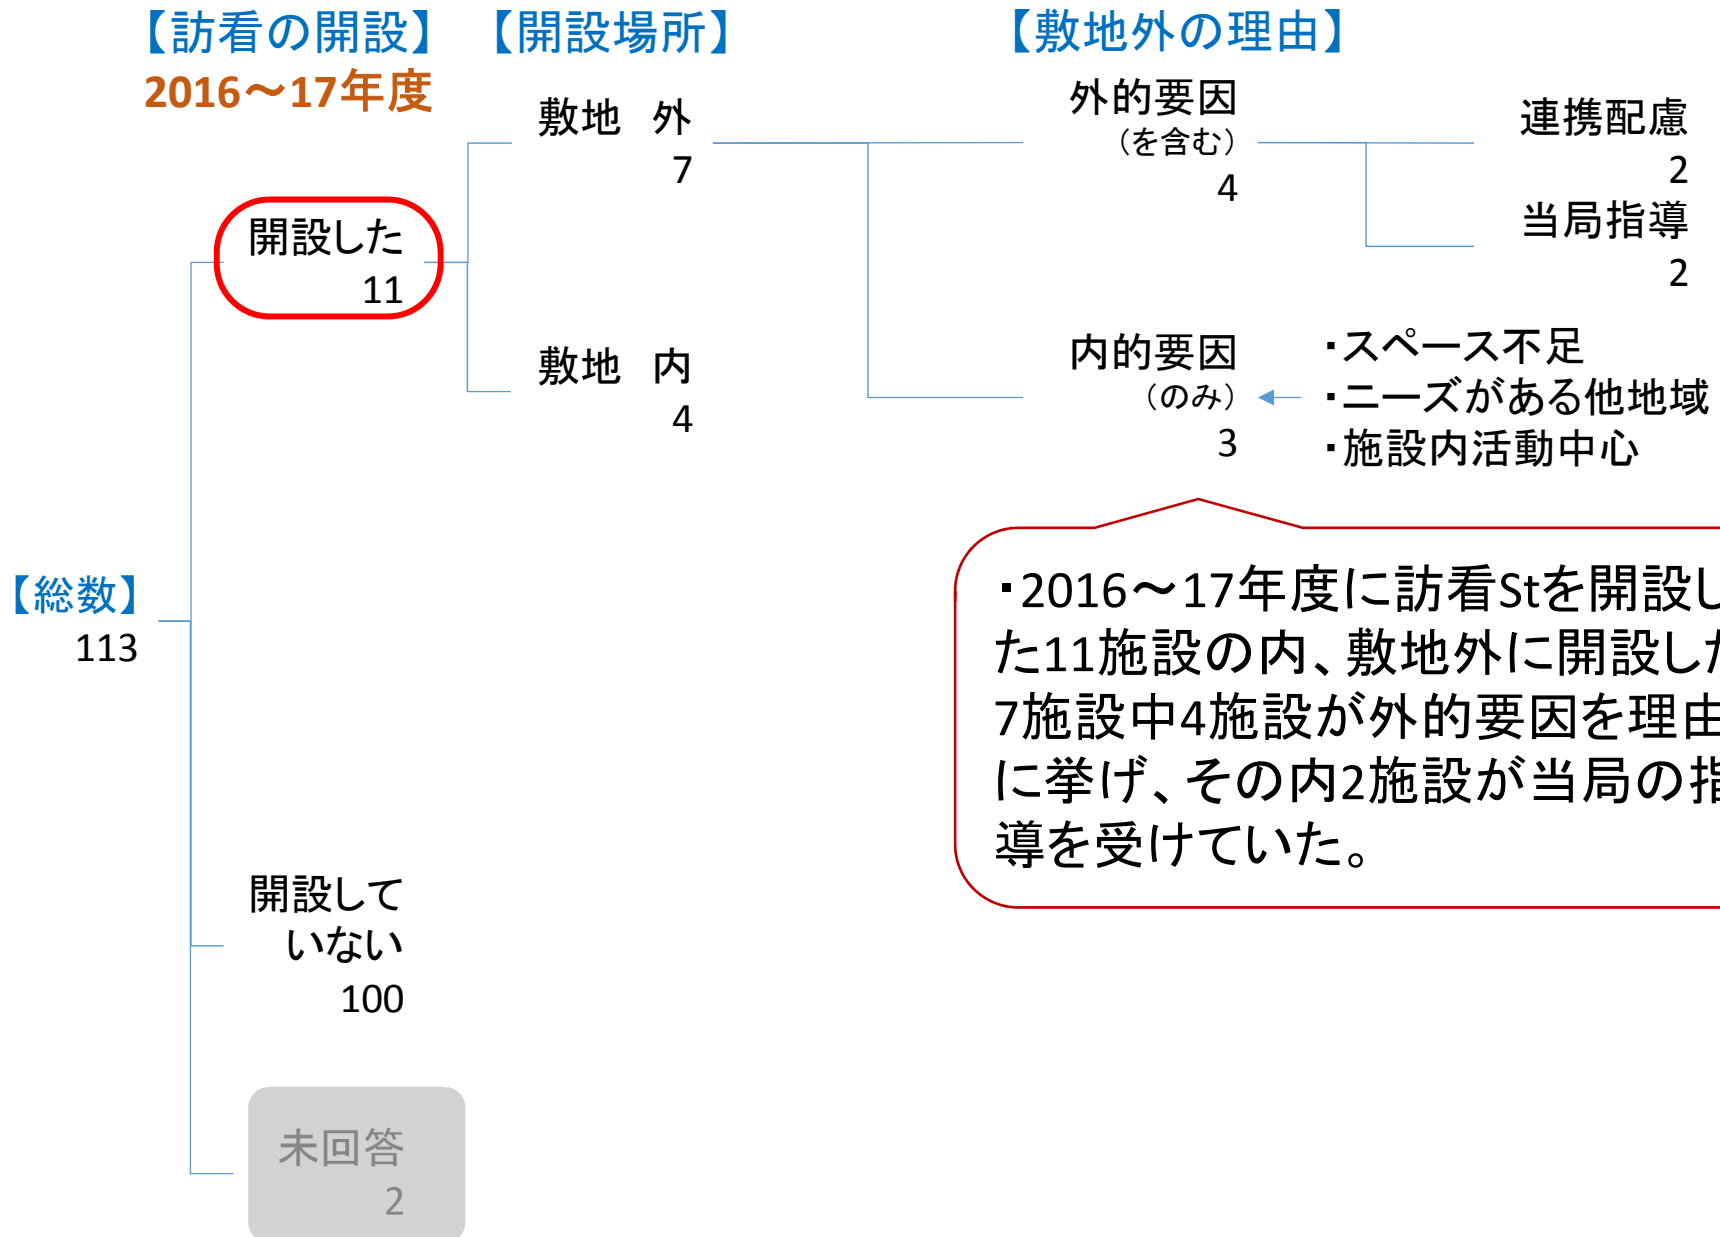 【訪看の開設】
2016～17年度
【開設場所】
【敷地外の理由】
敷地 外
7
外的要因
（を含む）
4
連携配慮
2
当局指導
2
開設した
11
敷地 内
4
内的要因
（のみ）
3
・スペース不足
・ニーズがある他地域
・施設内活動中心
【総数】
113
・2016～17年度に訪看Stを開設し
た11施設の内、敷地外に開設した
7施設中4施設が外的要因を理由
に挙げ、その内2施設が当局の指
導を受けていた。
開設して
いない
100
未回答
2